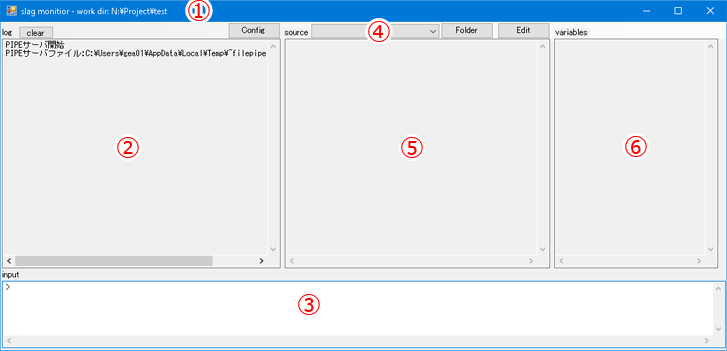 slag monitior - work dir: N:¥Project¥test ①
log clear Config source ④ Folder Edit variables
PIPEサーバ開始
PIPEサーバファイル:C:¥Users¥gea01¥AppData¥Local¥Temp¥~filepipe
② ⑤ ⑥
input
>
③